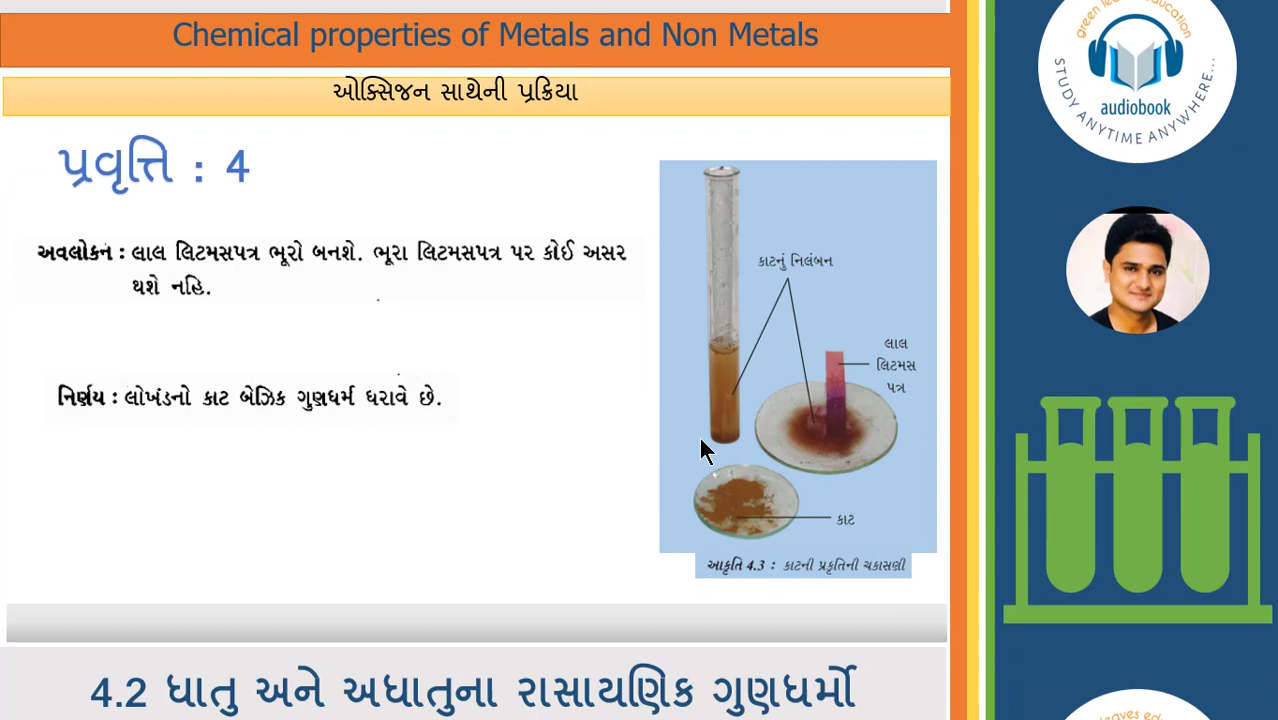 Chemical properties of Metals and Non Metals
ઓક્સિજન સાથેની પ્રક્રિયા
પ્રવૃત્તિ : 4
અવલોકન : લાલ લિટમસપત્ર ભૂરો બનશે. ભૂરા લિટમસપત્ર પર કોઈ અસર
થશે નહિ.
નિર્ણય : લોખંડનો કાટ બેઝિક ગુણધર્મ ધરાવે છે.
કાટનું નિલંબન
લાલ
લિટમસ
પત્ર
કાટ
આકૃતિ 4.3 : કાટની પ્રકૃતિની ચકાસણી
4.2 ધાતુ અને અધાતુના રાસાયણિક ગુણધર્મો
education
audiobook
STUDY ANYTIME ANYWHERE...